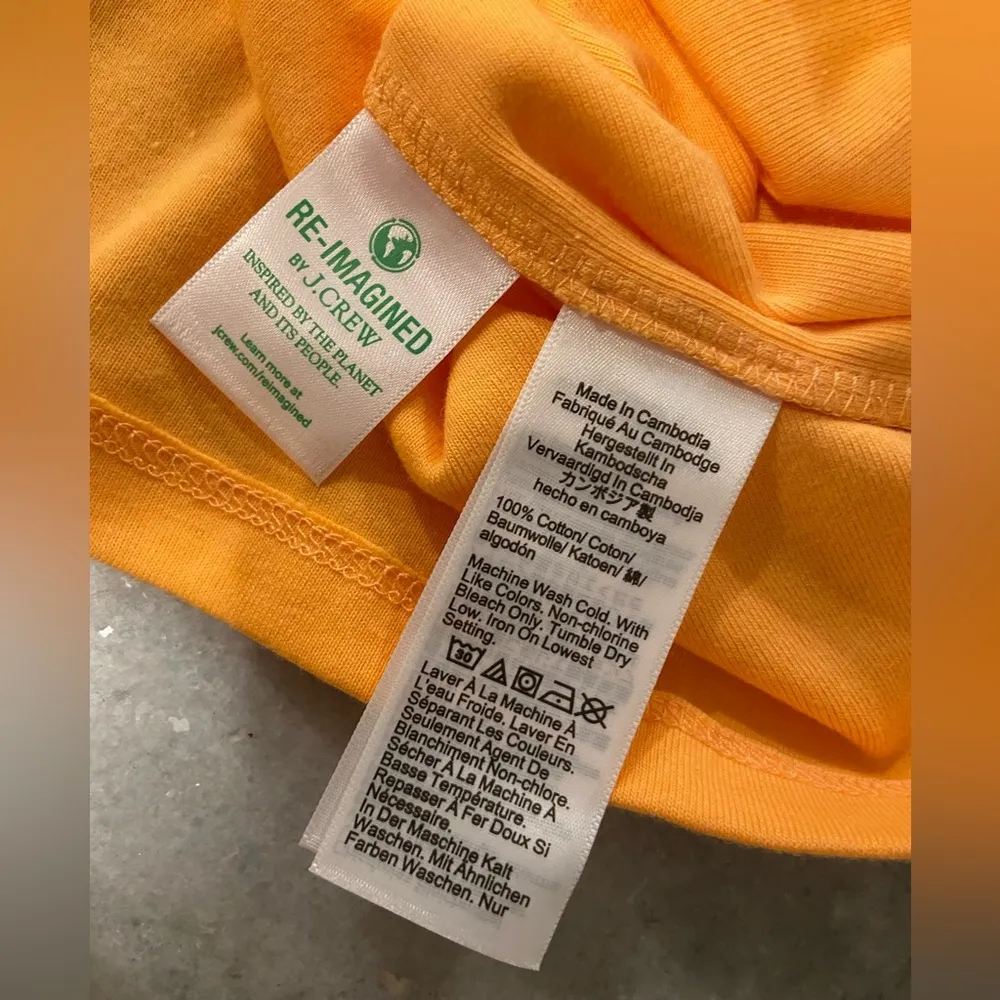 RE-IMAGINED
BY J.CREW
INSPIRED BY THE PLANET
AND ITS PEOPLE
Learn more at
jcrew.com/reimagined
Made In Cambodia
Fabriqué Au Cambodge
Hergestellt In
Kambodscha
Vervaardigd In Cambodja
カンボジア製
hecho en camboya
100% Cotton/ Coton/
Baumwolle/ Katoen/ 綿/
algodón
Machine Wash Cold. With
Like Colors. Non-chlorine
Bleach Only. Tumble Dry
Low. Iron On Lowest
Setting.
30
Laver À La Machine À
L'eau Froide. Laver En
Séparant Les Couleurs.
Seulement Agent De
Blanchiment Non-chlore.
Sécher À La Machine À
Basse Température.
Repasser À Fer Doux Si
Nécessaire.
In Der Maschine Kalt
Waschen. Mit Ähnlichen
Farben Waschen. Nur